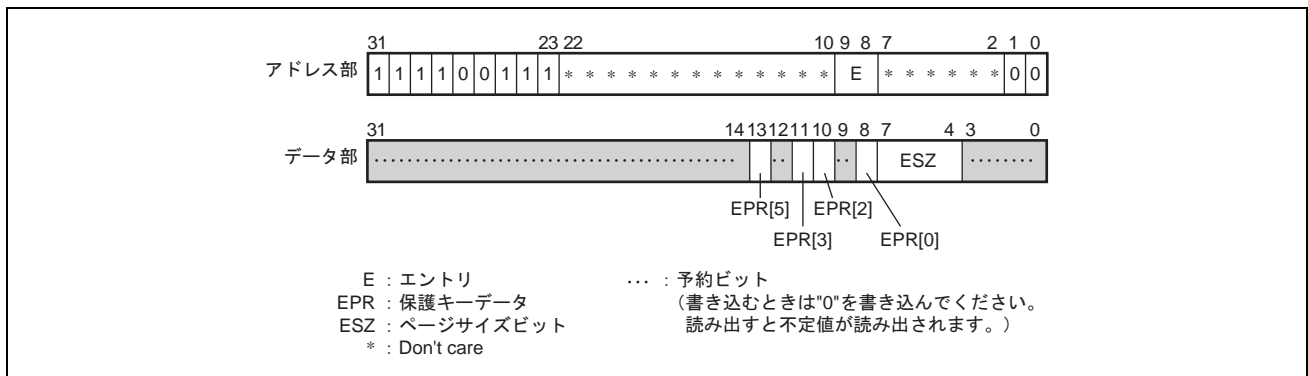 31 23 22 10 9 8 7 2 1 0
アドレス部 1 1 1 1 0 0 1 1 1 * * * * * * * * * * * * * E * * * * * * 0 0
31 14 13 12 11 10 9 8 7 4 3 0
データ部 ESZ
EPR[5] EPR[2]
EPR[3] EPR[0]
E : エントリ ... : 予約ビット
EPR : 保護キーデータ （書き込むときは"0"を書き込んでください。
ESZ : ページサイズビット 読み出すと不定値が読み出されます。）
* : Don't care